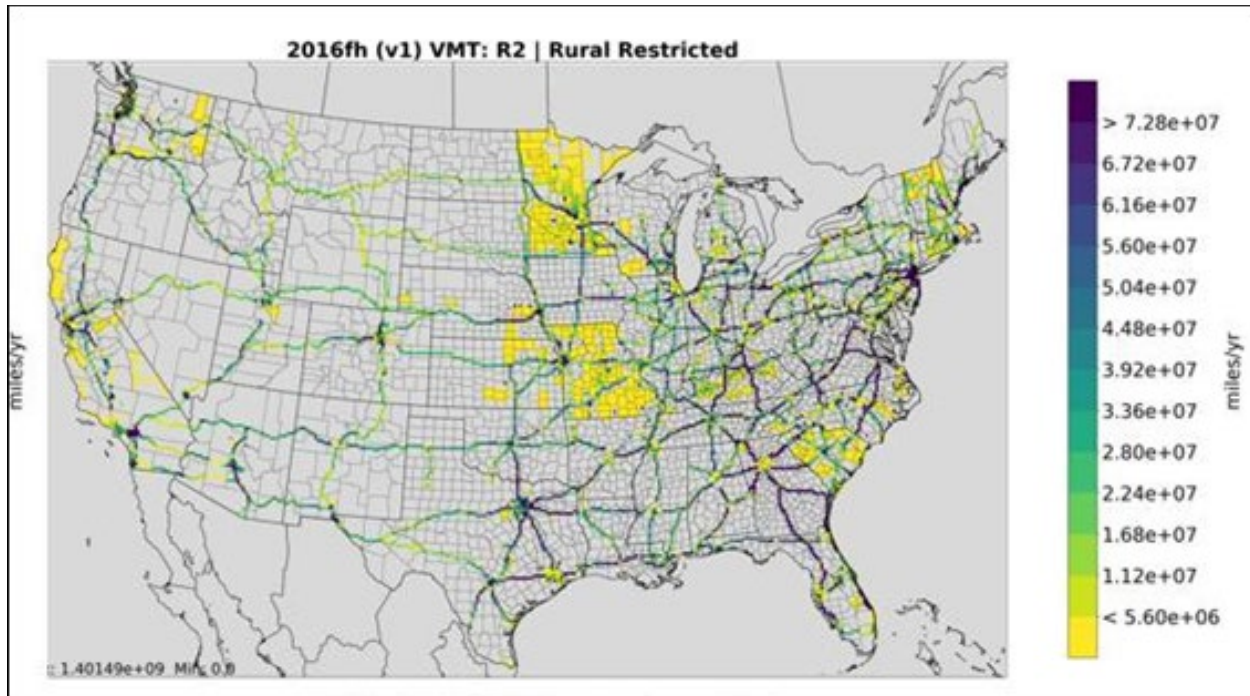 2016fh (v1) VMT: R2 | Rural Restricted
miles/yr
: 1.40149e+09 Min: 0.0
> 7.28e+07
6.72e+07
6.16e+07
5.60e+07
5.04e+07
4.48e+07
3.92e+07
3.36e+07
2.80e+07
2.24e+07
1.68e+07
1.12e+07
< 5.60e+06
miles/yr